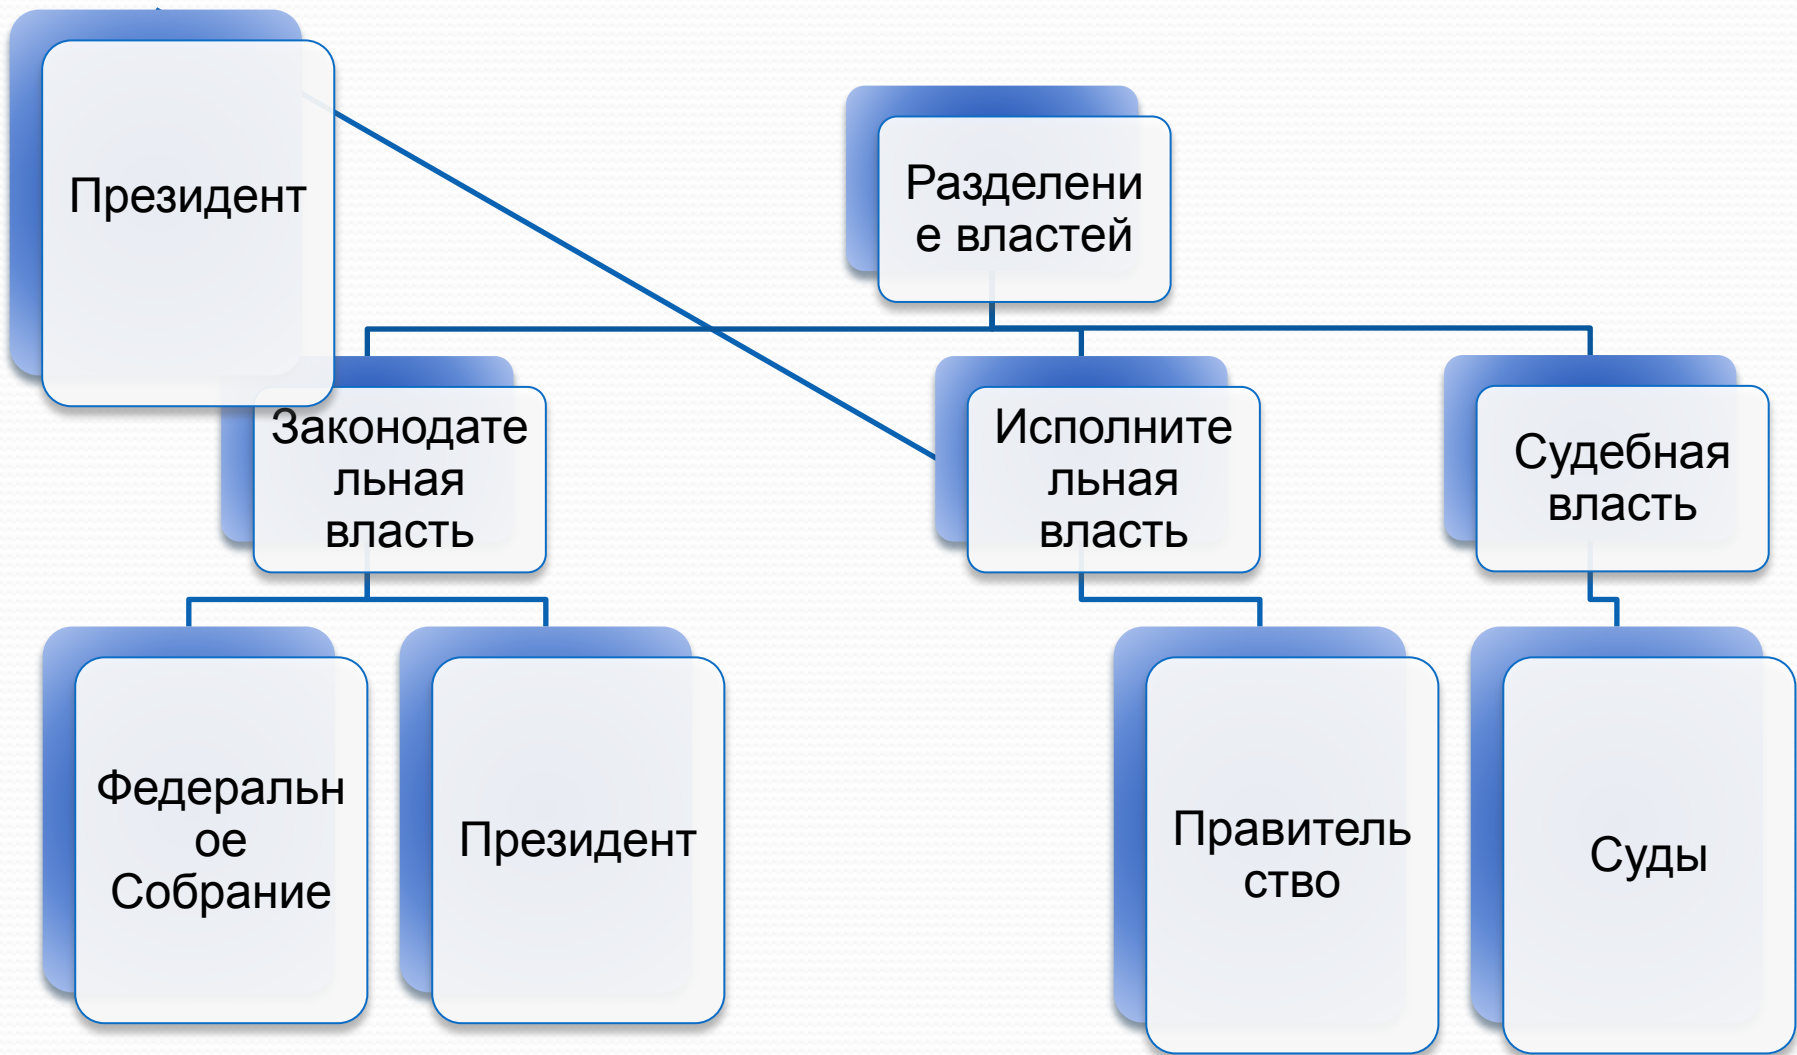 Президент
Разделени
е властей
Законодате
льная
власть
Исполните
льная
власть
Судебная
власть
Федеральн
ое
Собрание
Президент
Правитель
ство
Суды